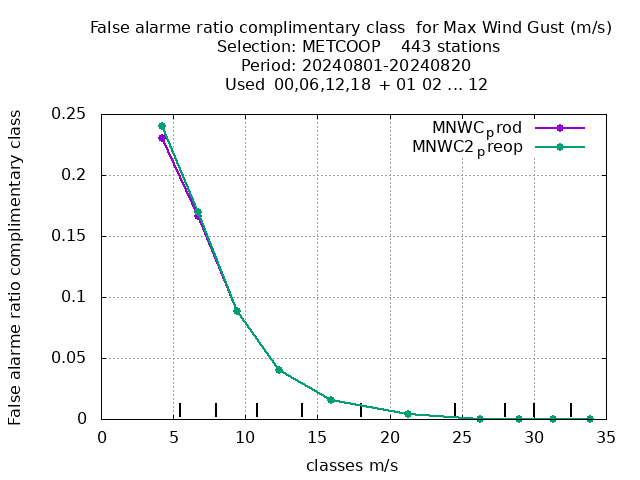 False alarme ratio complimentary class  for Max Wind Gust (m/s)
Selection: METCOOP    443 stations
Period: 20240801-20240820
Used  00,06,12,18  + 01 02 ... 12
MNWCprod
MNWC2preop
False alarme ratio complimentary class
0.25
0.2
0.15
0.1
0.05
0
0 5 10 15 20 25 30 35
classes m/s